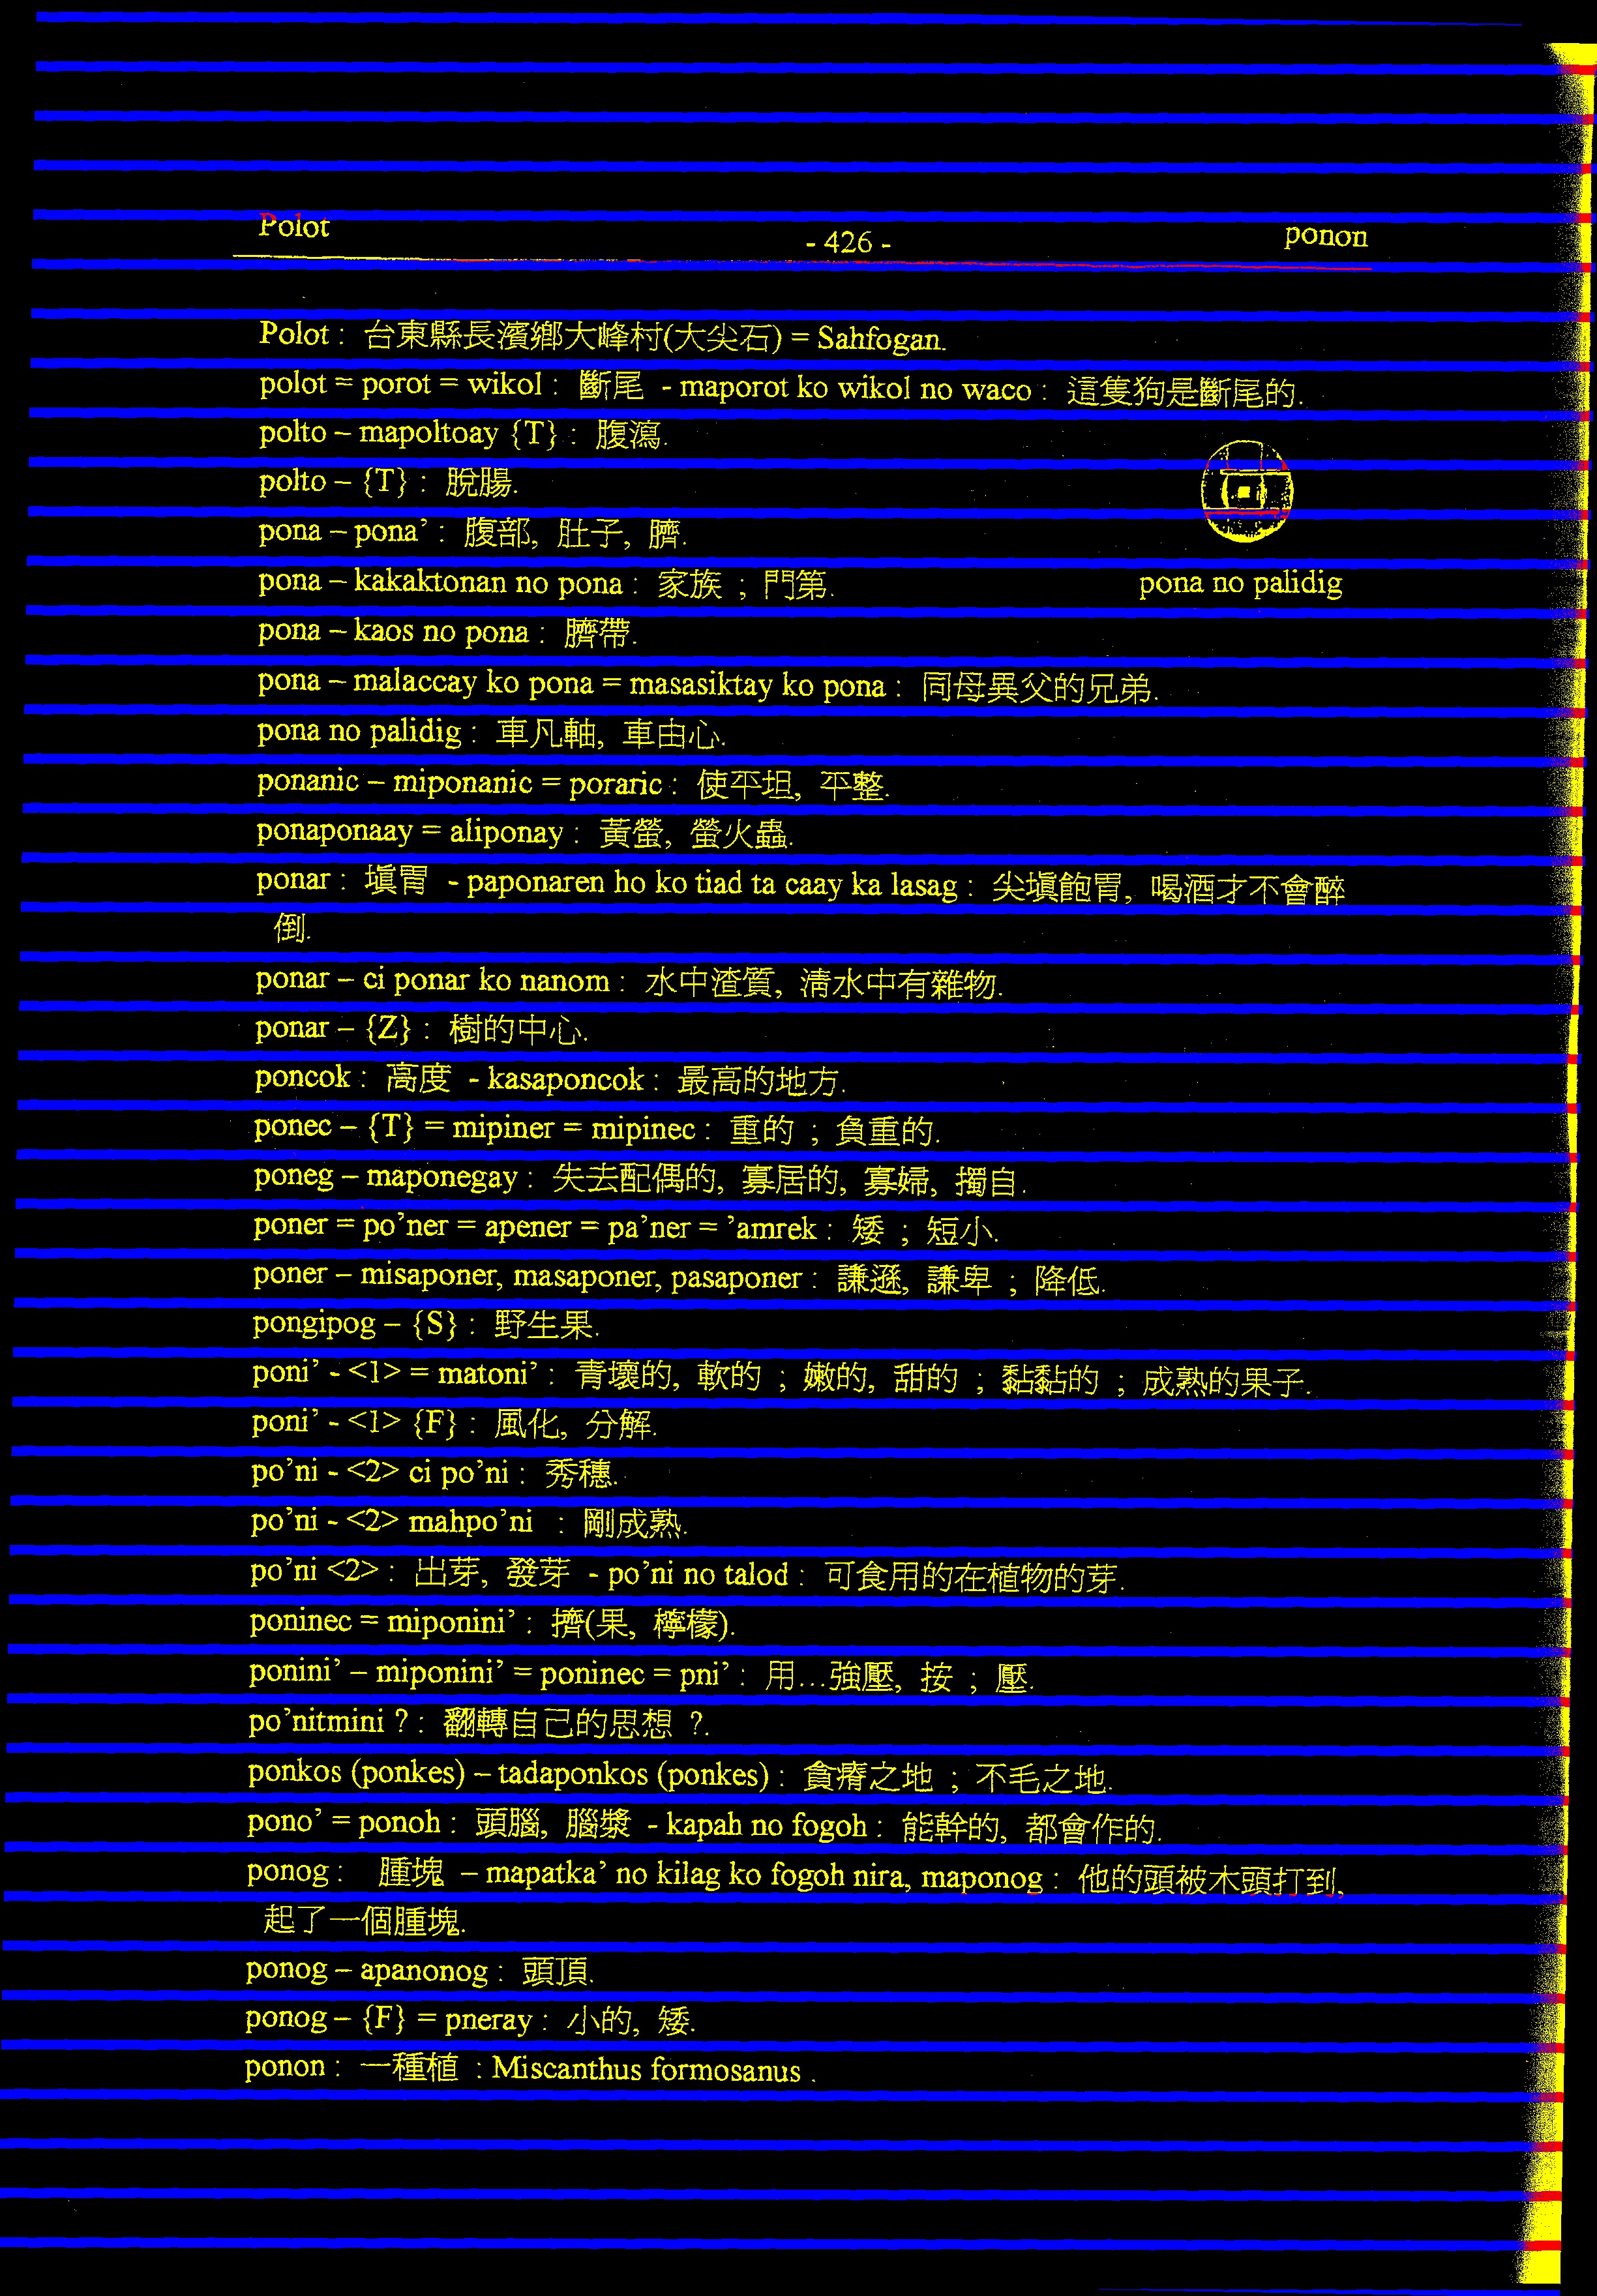 Polot - 426 - ponon
Polot : 台東縣長濱鄉大峰村(大尖石) = Sahfogan.
polot = porot = wikol : 斷尾 - maporot ko wikol no waco : 這隻狗是斷尾的.
polto – mapoltoay {T} : 腹瀉.
polto – {T} : 脫腸.
pona – pona’ : 腹部, 肚子, 臍.
pona – kakaktonan no pona : 家族 ; 門第.
pona no palidig
pona – kaos no pona : 臍帶.
pona – malaccay ko pona = masasiktay ko pona : 同母異父的兄弟.
pona no palidig : 車凡軸, 車由心.
ponanic – miponanic = poraric : 使平坦, 平整.
ponaponaay = aliponay : 黃螢, 螢火蟲.
ponar : 填胃 - paponaren ho ko tiad ta caay ka lasag : 尖填飽胃, 喝酒才不會醉
倒.
ponar – ci ponar ko nanom : 水中渣質, 清水中有雜物.
ponar – {Z} : 樹的中心.
poncok : 高度 - kasaponcok : 最高的地方.
ponec – {T} = mipiner = mipinec : 重的 ; 負重的.
poneg – maponegay : 失去配偶的, 寡居的, 寡婦, 獨自.
poner = po’ner = apener = pa’ner = ’amrek : 矮 ; 短小.
poner – misaponer, masaponer, pasaponer : 謙遜, 謙卑 ; 降低.
pongipog – {S} : 野生果.
poni’ - <1> = matoni’ : 青壞的, 軟的 ; 嫩的, 甜的 ; 黏黏的 ; 成熟的果子.
poni’ - <1> {F} : 風化, 分解.
po’ni - <2> ci po’ni : 秀穗.
po’ni - <2> mahpo’ni : 剛成熟.
po’ni <2> : 出芽, 發芽 - po’ni no talod : 可食用的在植物的芽.
poninec = miponini’ : 擠(果, 檸檬).
ponini’ – miponini’ = poninec = pni’ : 用...強壓, 按 ; 壓.
po’nitmini ? : 翻轉自己的思想 ?.
ponkos (ponkes) – tadaponkos (ponkes) : 貪瘠之地 ; 不毛之地.
pono’ = ponoh : 頭腦, 腦漿 - kapah no fogoh : 能幹的, 都會作的.
ponog : 腫塊 – mapatka’ no kilag ko fogoh nira, maponog : 他的頭被木頭打到,
起了一個腫塊.
ponog – apanonog : 頭頂.
ponog – {F} = pneray : 小的, 矮.
ponon : 一種植 : Miscanthus formosanus .